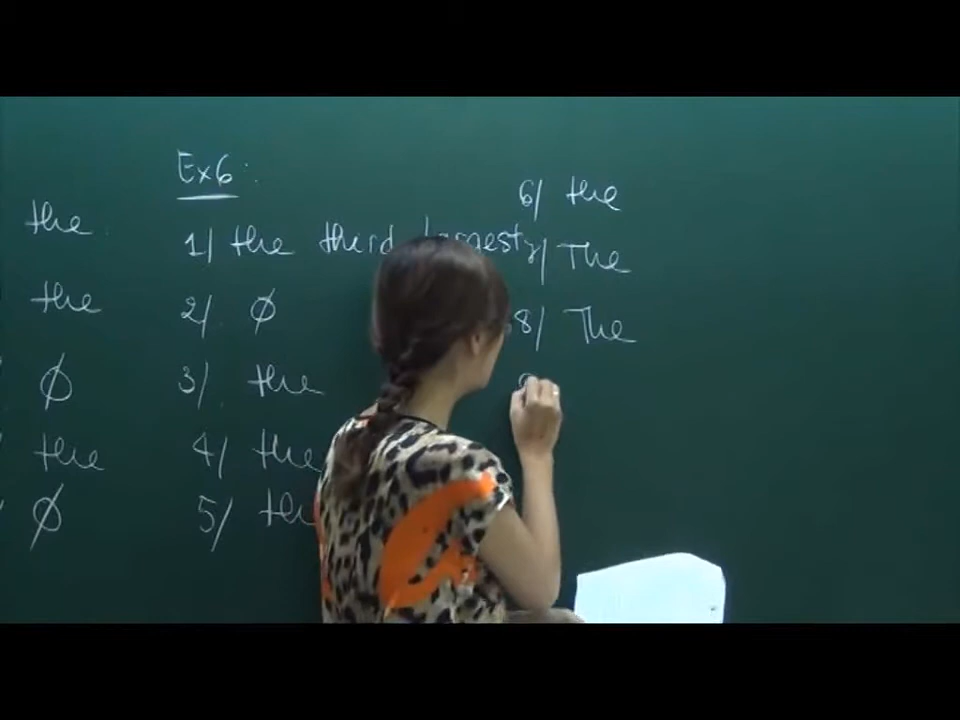 the
the
Ø
the
Ø
Ex6:
1/ the third largest
2/ Ø
3/ the
4/ the
5/ the
6/ the
7/ The
8/ The